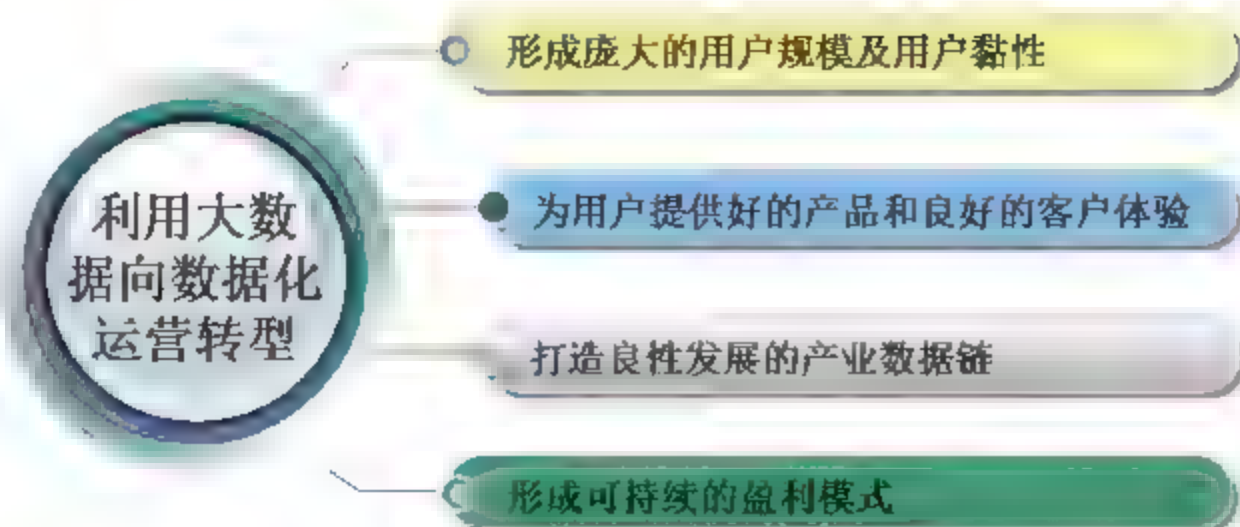 利用大数
据向数据化
运营转型
形成庞大的用户规模及用户黏性
为用户提供好的产品和良好的客户体验
打造良性发展的产业数据链
形成可持续的盈利模式